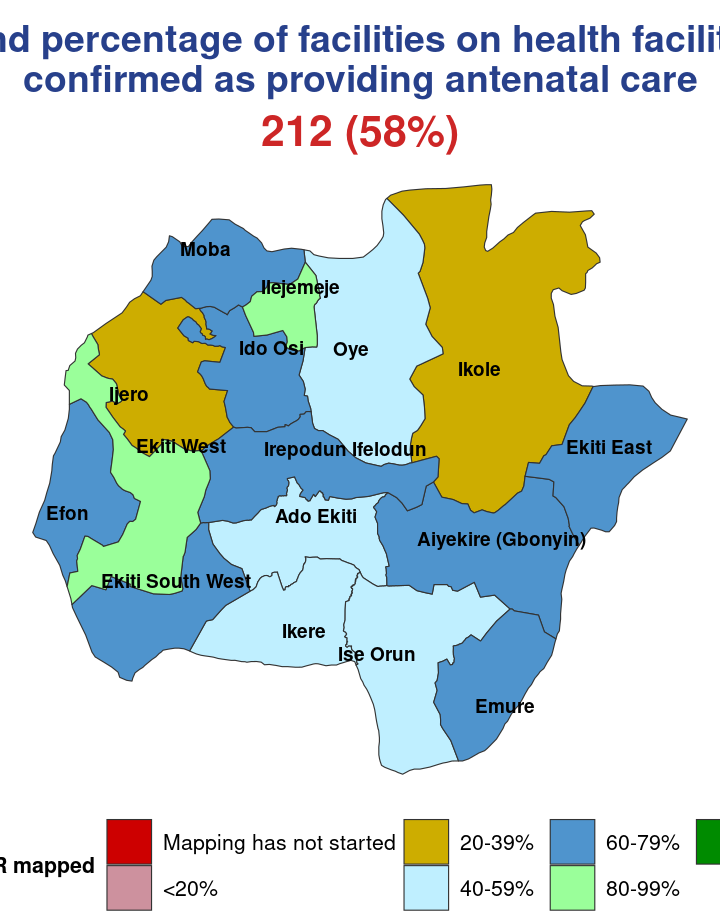 percentage of facilities on health
confirmed as providing antenatal care
212 (58%)
Moba
Ilejemeje
Ido Osi
Oye
Ikole
Ijero
Ekiti West
Irepodun Ifelodun
Ekiti East
Efon
Ado Ekiti
Aiyekire (Gbonyin)
Ekiti South West
Ikere
Ise Orun
Emure
Mapping has not started
20-39%
60-79%
mapped
<20%
40-59%
80-99%